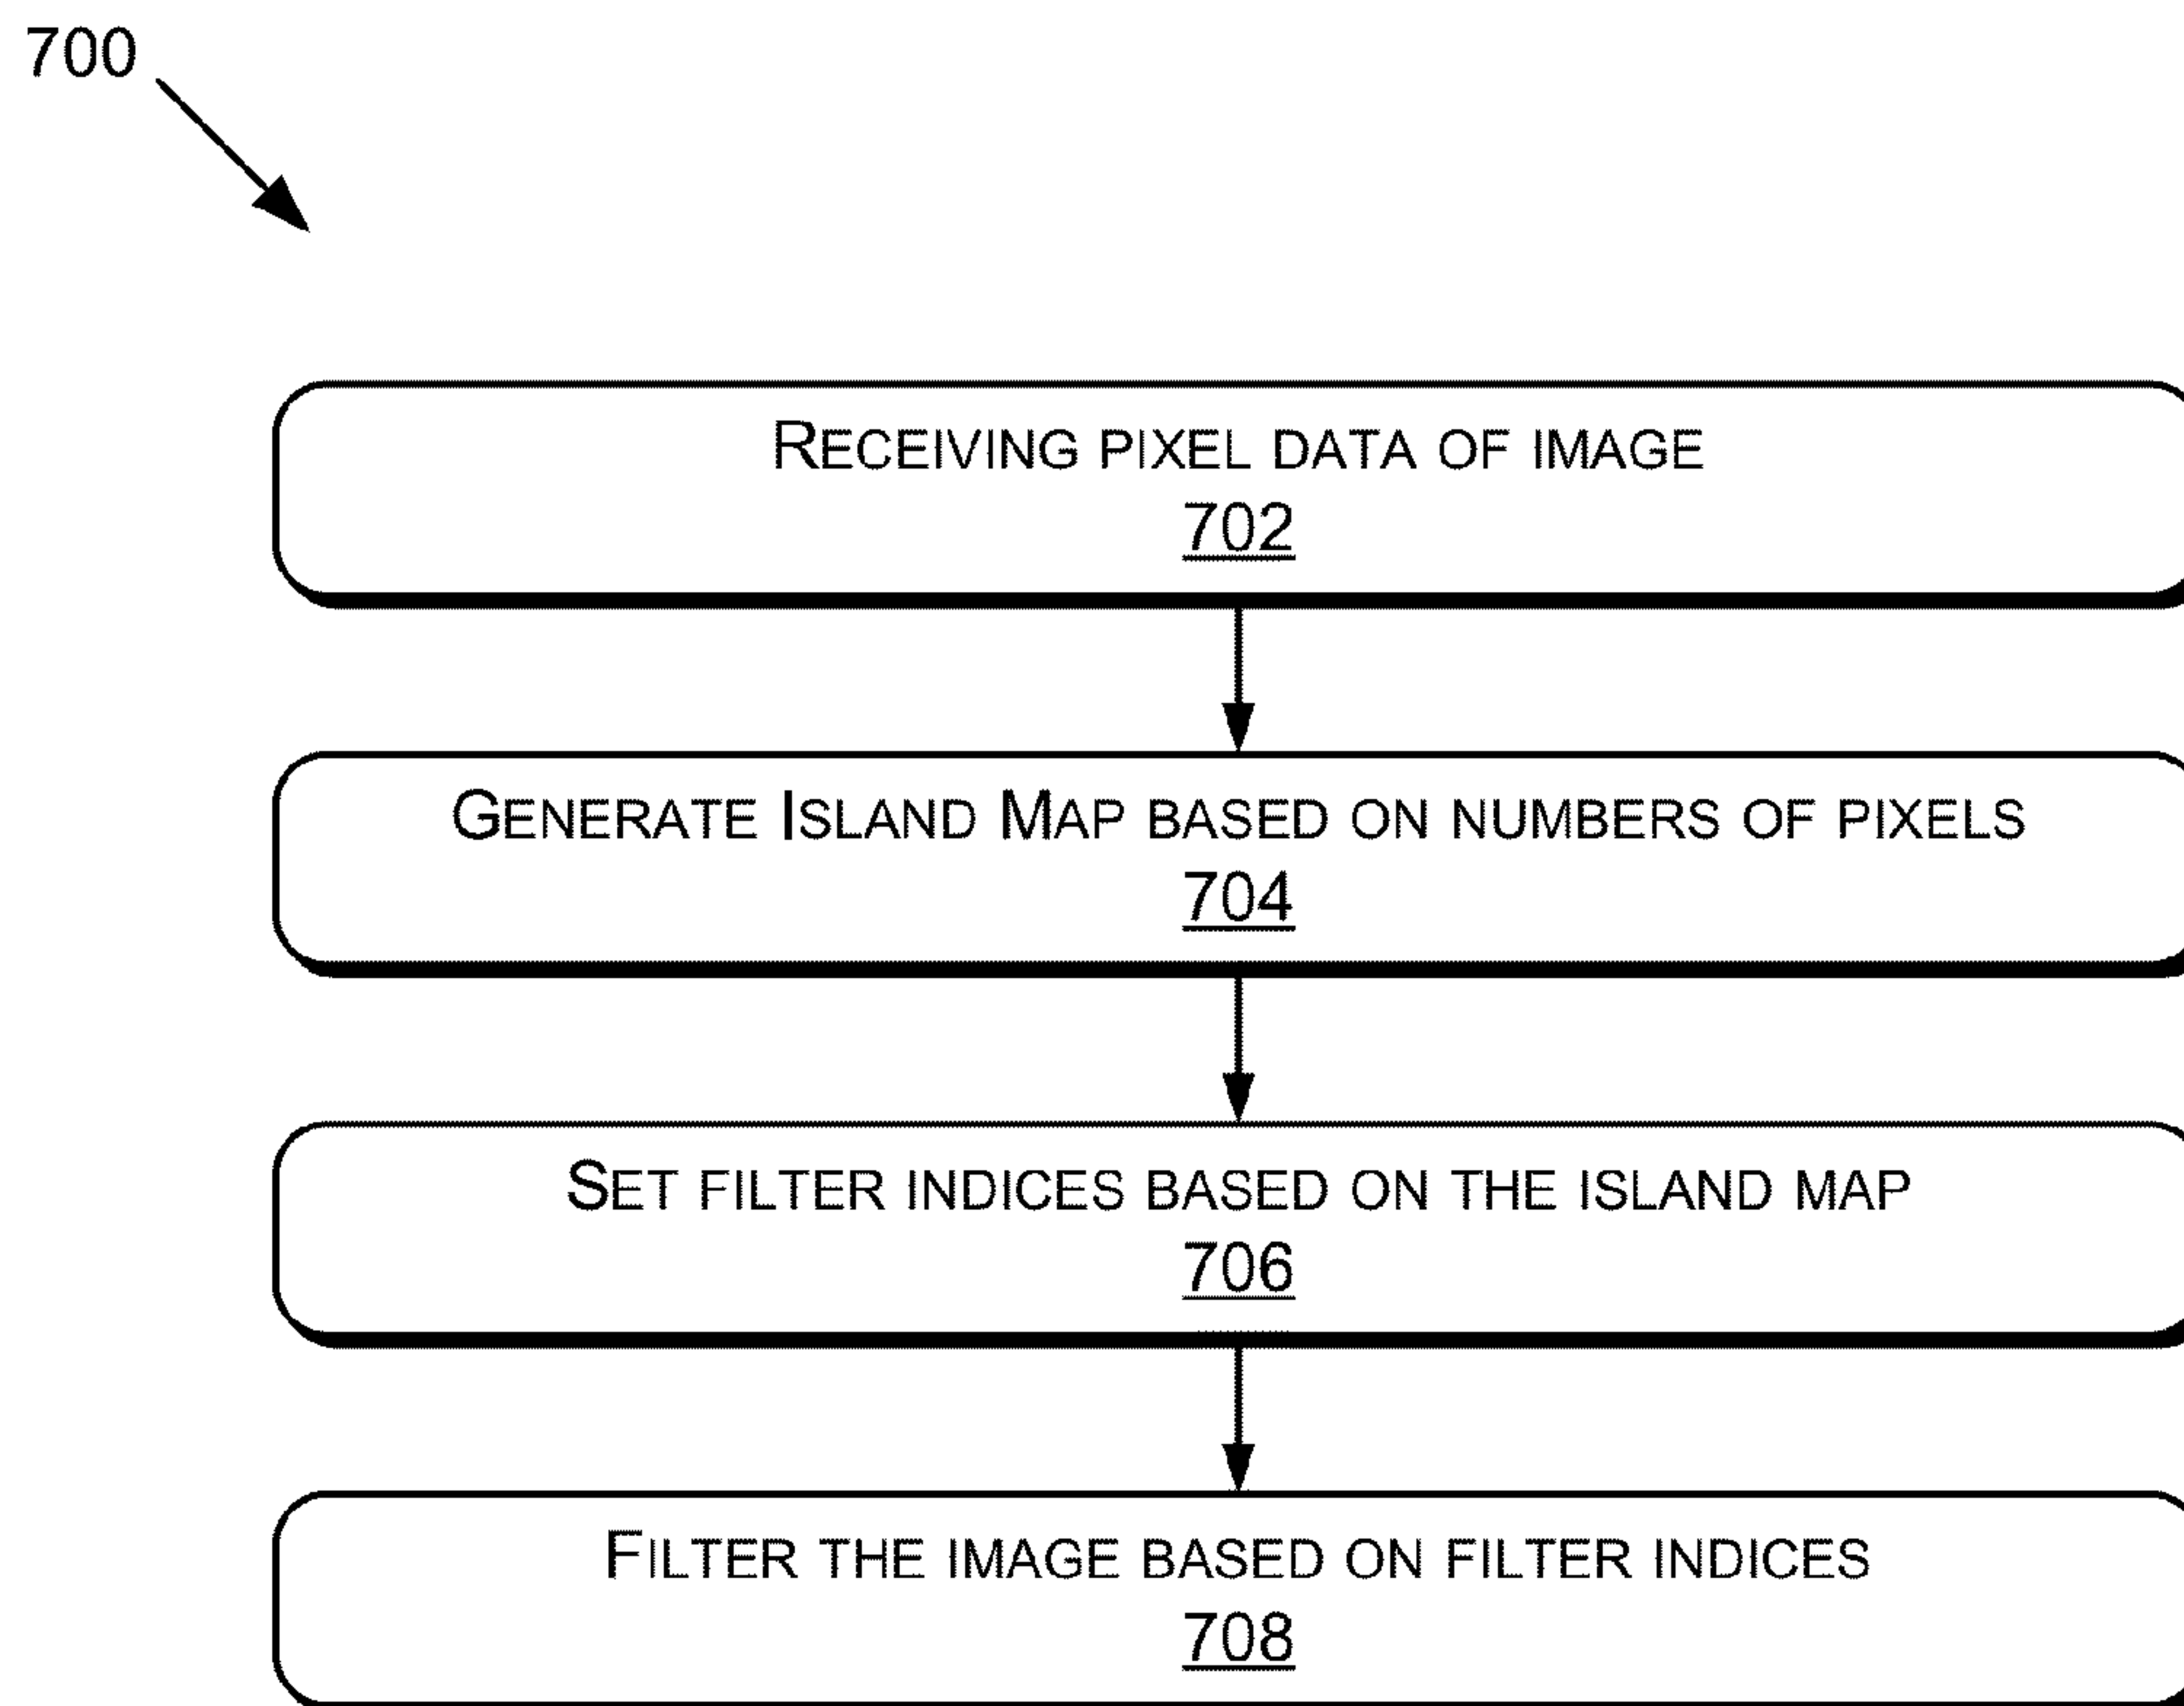 700
Receiving pixel data of image
702
Generate Island Map based on numbers of pixels
704
Set filter indices based on the island map
706
Filter the image based on filter indices
708